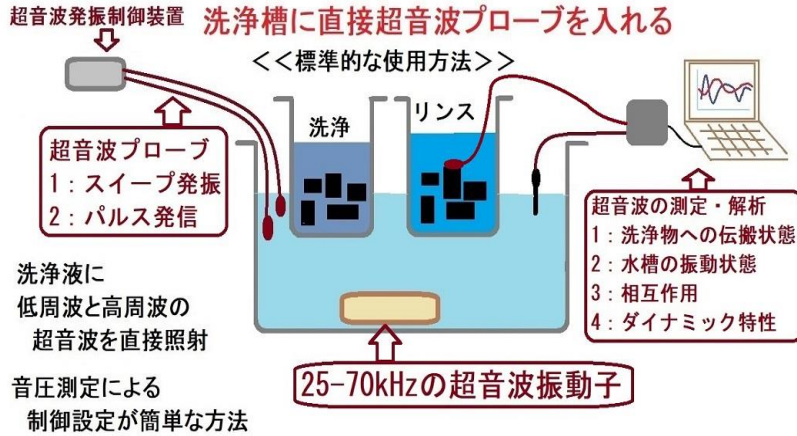 超音波発振制御装置
洗浄槽に直接超音波プローブを入れる
<<標準的な使用方法>>
洗浄
リンス
超音波プローブ
1：スイープ発振
2：パルス発信
超音波の測定・解析
1：洗浄物への伝搬状態
2：水槽の振動状態
3：相互作用
4：ダイナミック特性
洗浄液に
低周波と高周波の
超音波を直接照射
25-70kHzの超音波振動子
音圧測定による
制御設定が簡単な方法